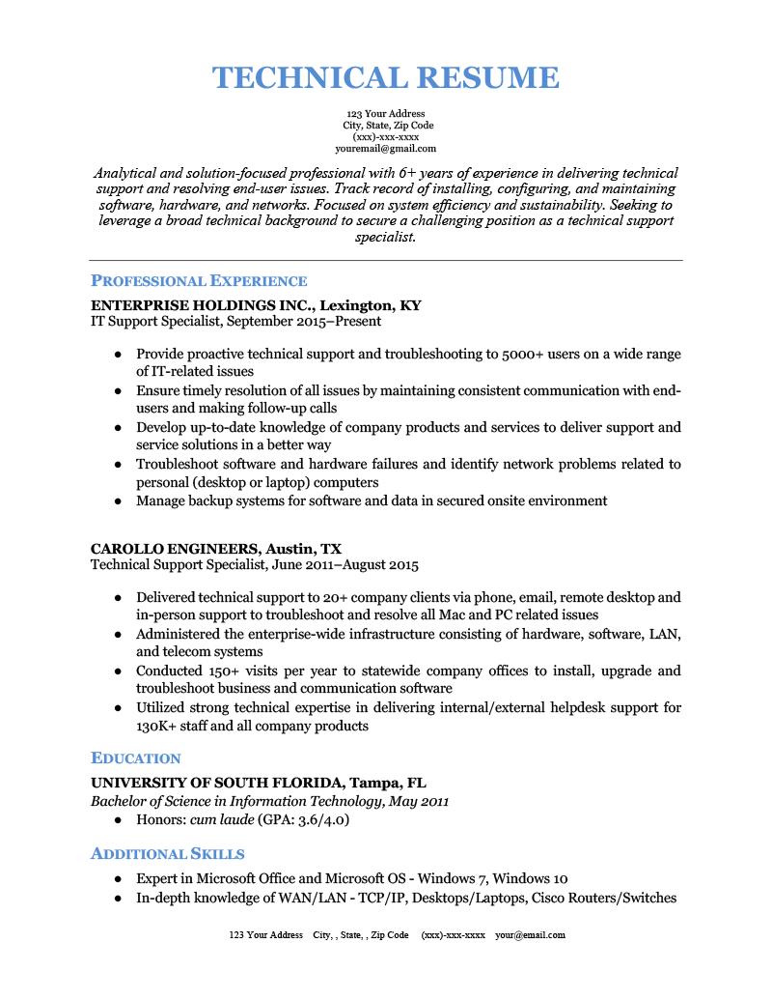 TECHNICAL RESUME
123 Your Address
City, State, Zip Code
(xxx)-xxx-xxxx
youremail@gmail.com
Analytical and solution-focused professional with 6+ years of experience in delivering technical
support and resolving end-user issues. Track record of installing, configuring, and maintaining
software, hardware, and networks. Focused on system efficiency and sustainability. Seeking to
leverage a broad technical background to secure a challenging position as a technical support
specialist.
PROFESSIONAL EXPERIENCE
ENTERPRISE HOLDINGS INC., Lexington, KY
IT Support Specialist, September 2015–Present
● Provide proactive technical support and troubleshooting to 5000+ users on a wide range
of IT-related issues
● Ensure timely resolution of all issues by maintaining consistent communication with end-
users and making follow-up calls
● Develop up-to-date knowledge of company products and services to deliver support and
service solutions in a better way
● Troubleshoot software and hardware failures and identify network problems related to
personal (desktop or laptop) computers
● Manage backup systems for software and data in secured onsite environment
CAROLLO ENGINEERS, Austin, TX
Technical Support Specialist, June 2011–August 2015
● Delivered technical support to 20+ company clients via phone, email, remote desktop and
in-person support to troubleshoot and resolve all Mac and PC related issues
● Administered the enterprise-wide infrastructure consisting of hardware, software, LAN,
and telecom systems
● Conducted 150+ visits per year to statewide company offices to install, upgrade and
troubleshoot business and communication software
● Utilized strong technical expertise in delivering internal/external helpdesk support for
130K+ staff and all company products
EDUCATION
UNIVERSITY OF SOUTH FLORIDA, Tampa, FL
Bachelor of Science in Information Technology, May 2011
● Honors: cum laude (GPA: 3.6/4.0)
ADDITIONAL SKILLS
● Expert in Microsoft Office and Microsoft OS - Windows 7, Windows 10
● In-depth knowledge of WAN/LAN - TCP/IP, Desktops/Laptops, Cisco Routers/Switches
123 Your Address City, , State, , Zip Code (xxx)-xxx-xxxx your@email.com